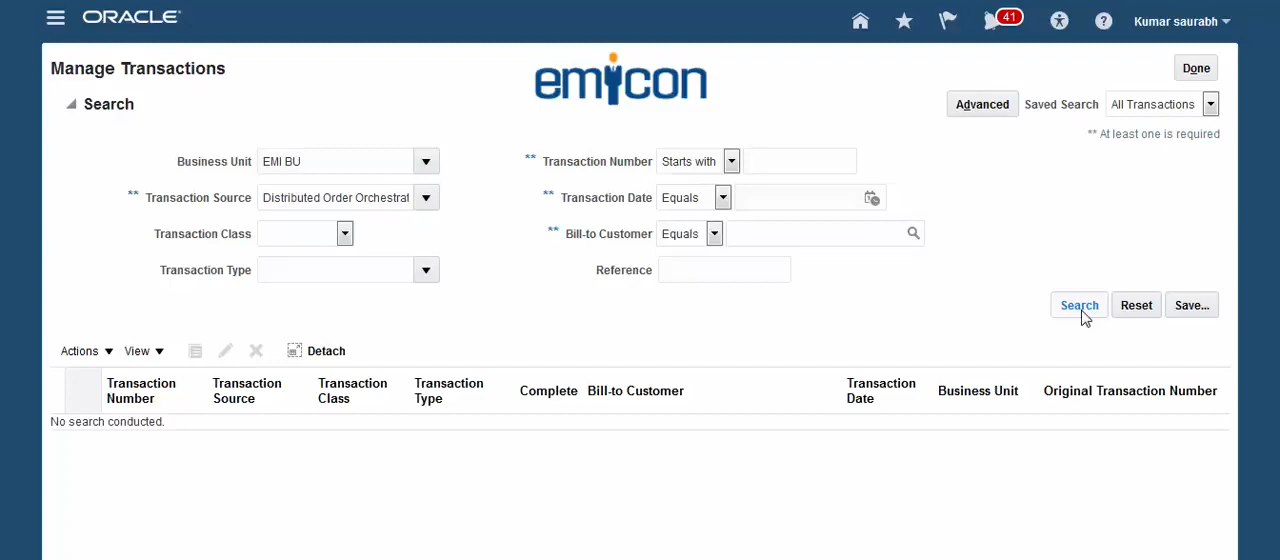 ORACLE
41
Kumar saurabh
Manage Transactions
emicon
Done
Search
Advanced
Saved Search
All Transactions
** At least one is required
Business Unit
EMI BU
** Transaction Number
Starts with
** Transaction Source
Distributed Order Orchestrat
** Transaction Date
Equals
Transaction Class
** Bill-to Customer
Equals
Transaction Type
Reference
Search
Reset
Save...
Actions
View
Detach
Transaction Number
Transaction Source
Transaction Class
Transaction Type
Complete
Bill-to Customer
Transaction Date
Business Unit
Original Transaction Number
No search conducted.